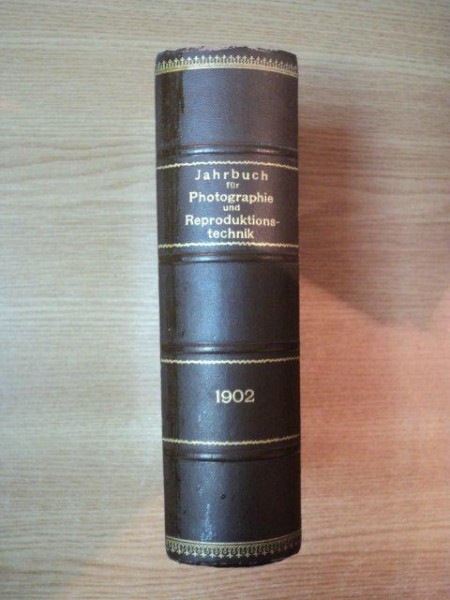 Jahrbuch
für
Photographie
und
Reproduktions-
technik
1902